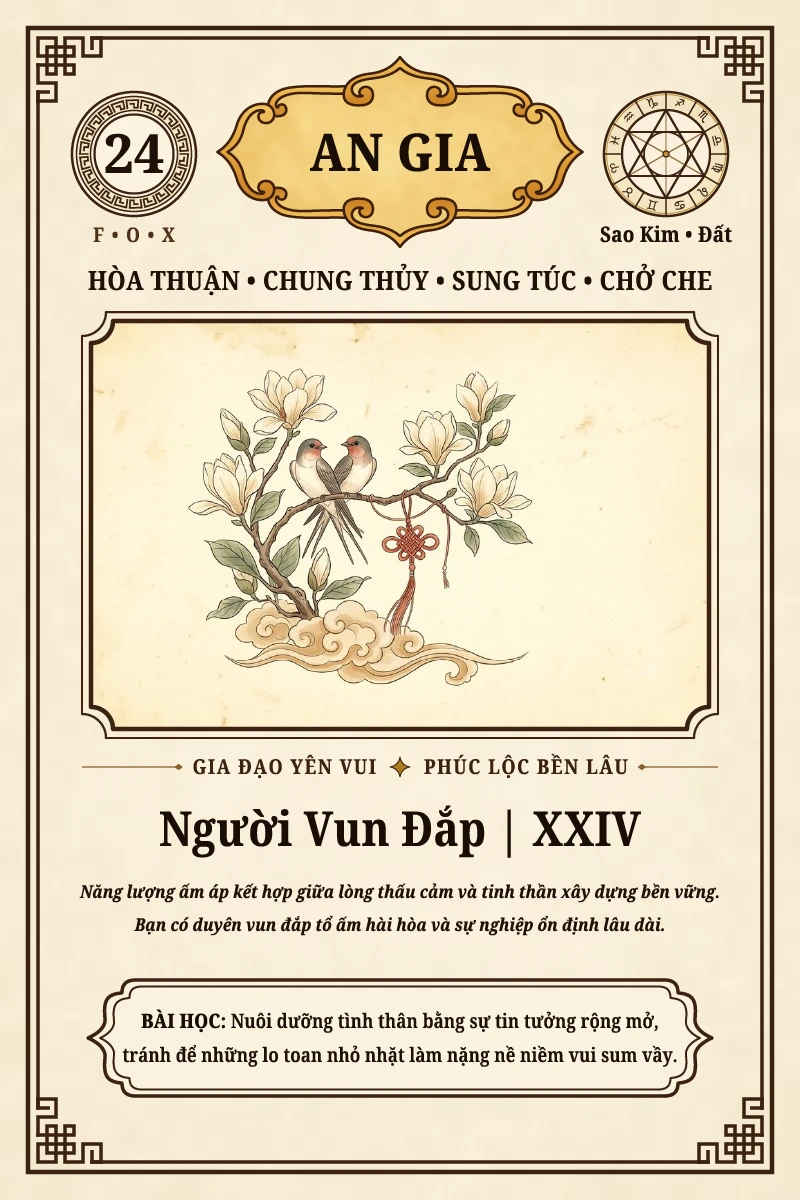 24
AN GIA
F • O • X
Sao Kim • Đất
HÒA THUẬN • CHUNG THỦY • SUNG TÚC • CHỞ CHE
GIA ĐẠO YÊN VUI ✦ PHÚC LỘC BỀN LÂU
Người Vun Đắp | XXIV
Năng lượng ấm áp kết hợp giữa lòng thấu cảm và tinh thần xây dựng bền vững.
Bạn có duyên vun đắp tổ ấm hài hòa và sự nghiệp ổn định lâu dài.
BÀI HỌC: Nuôi dưỡng tình thân bằng sự tin tưởng rộng mở,
tránh để những lo toan nhỏ nhặt làm nặng nề niềm vui sum vầy.